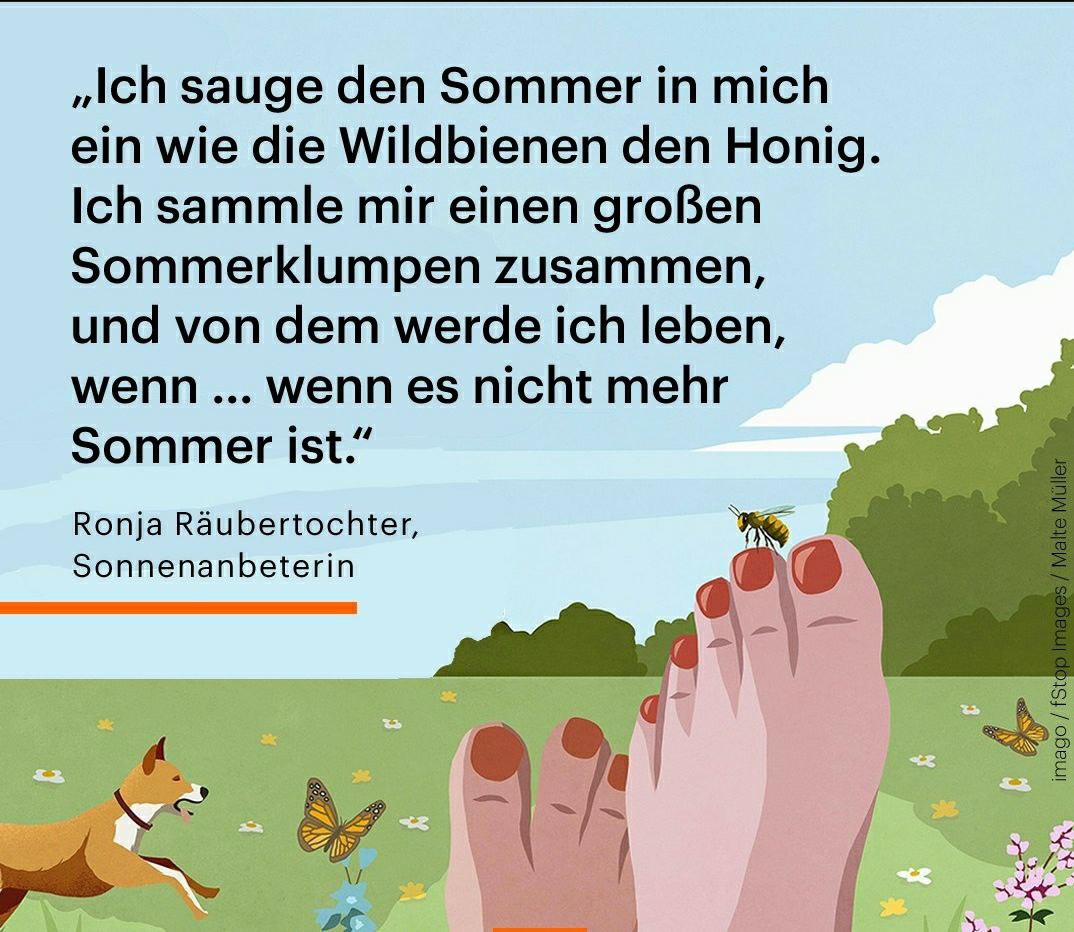 „Ich sauge den Sommer in mich
ein wie die Wildbienen den Honig.
Ich sammle mir einen großen
Sommerklumpen zusammen,
und von dem werde ich leben,
wenn ... wenn es nicht mehr
Sommer ist.“
Ronja Räubertochter,
Sonnenanbeterin
imago / fStop Images / Malte Müller